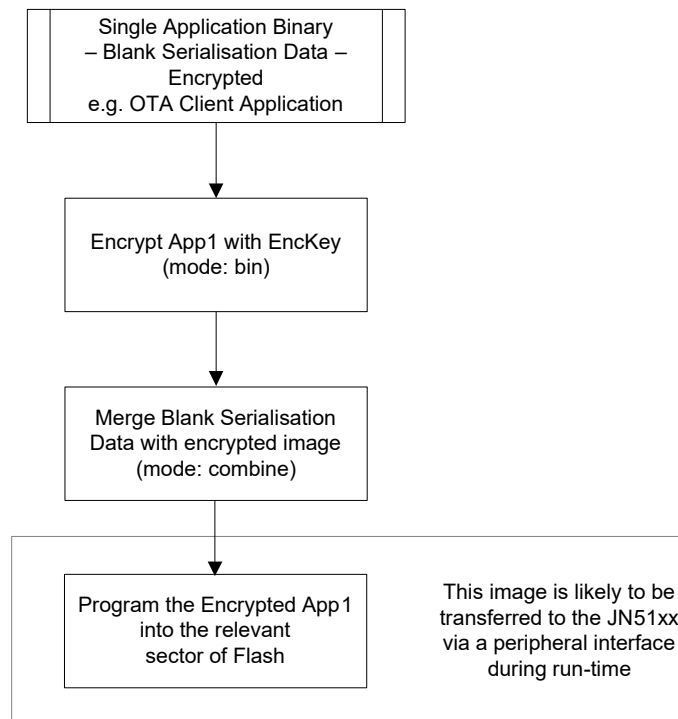 Single Application Binary
– Blank Serialisation Data –
Encrypted
e.g. OTA Client Application
Encrypt App1 with EncKey
(mode: bin)
Merge Blank Serialisation
Data with encrypted image
(mode: combine)
Program the Encrypted App1
into the relevant
sector of Flash
This image is likely to be
transferred to the JN51xx
via a peripheral interface
during run-time